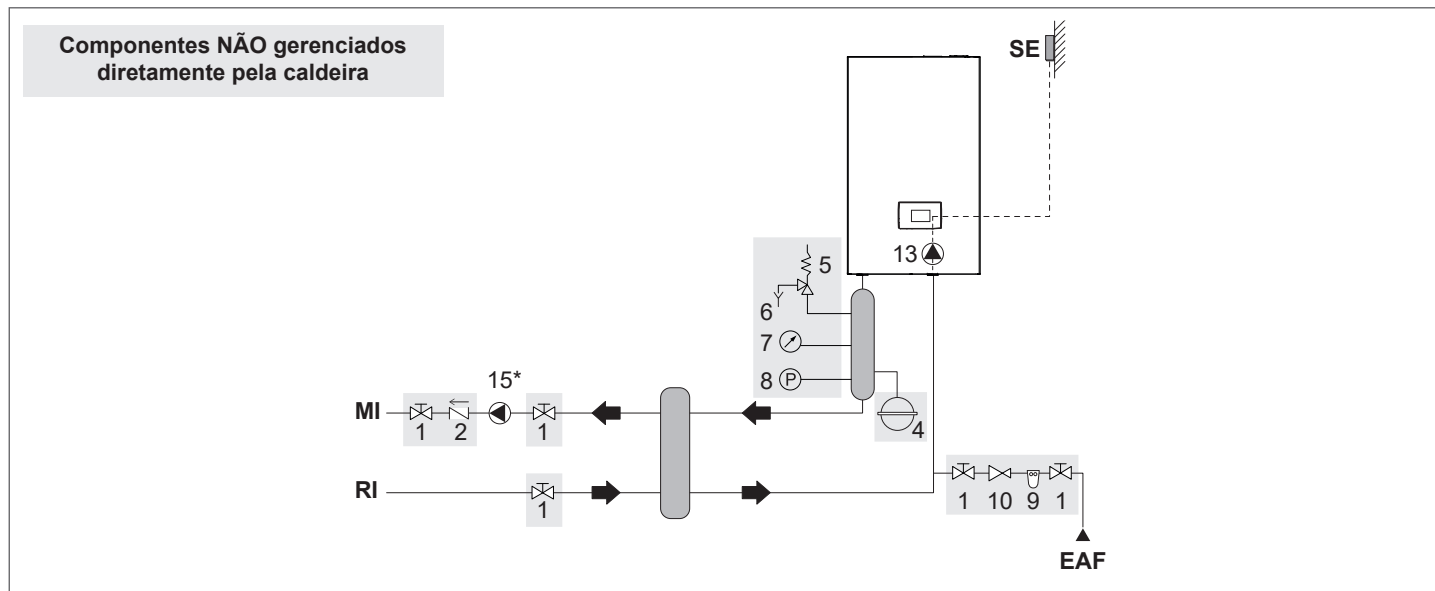 Componentes NÃO gerenciados
diretamente pela caldeira
SE
13
5
6
7
8 P
4
15*
MI
1 2 1
RI
1
1 10 9 1
EAF